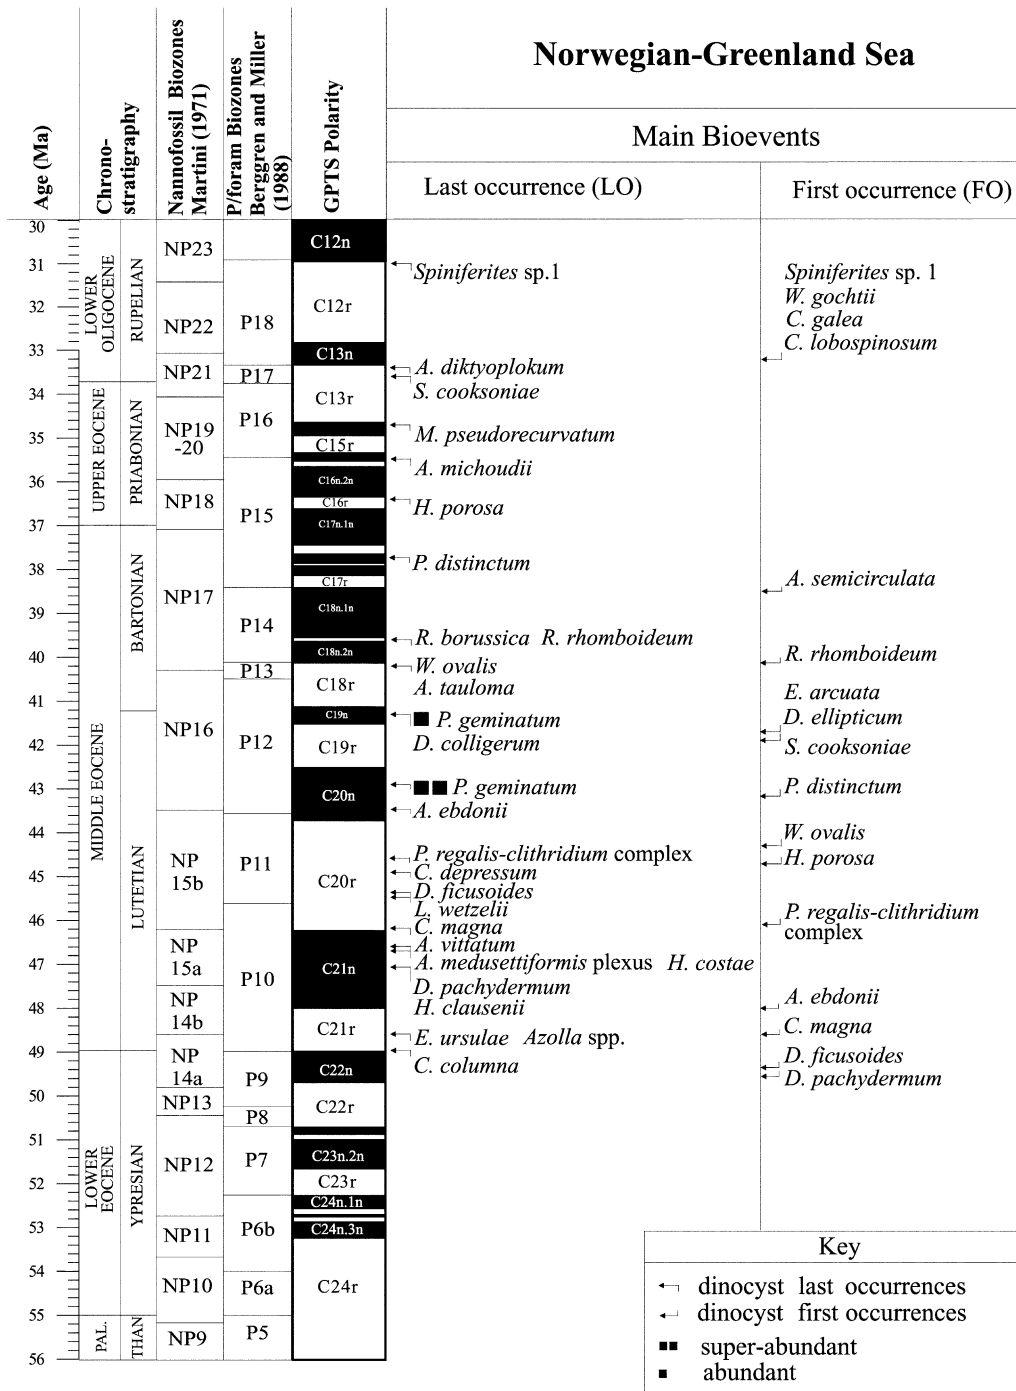 Norwegian-Greenland Sea
Main Bioevents
Last occurrence (LO)
First occurrence (FO)
Age (Ma)
Chrono-
stratigraphy
Nannofossil Biozones
Martini (1971)
P/foram Biozones
Berggren and Miller
(1988)
GPTS Polarity
30
31
32
33
34
35
36
37
38
39
40
41
42
43
44
45
46
47
48
49
50
51
52
53
54
55
56
LOWER
OLIGOCENE
UPPER EOCENE
MIDDLE EOCENE
LOWER
EOCENE
PAL.
RUPELIAN
PRIABONIAN
BARTONIAN
LUTETIAN
YPRESIAN
THAN
NP23
NP22
NP21
NP19
-20
NP18
NP17
NP16
NP
15b
NP
15a
NP
14b
NP
14a
NP13
NP12
NP11
NP10
NP9
P18
P17
P16
P15
P14
P13
P12
P11
P10
P9
P8
P7
P6b
P6a
P5
C12n
C12r
C13n
C13r
C15r
C16n.2n
C16r
C17n.1n
C17r
C18n.1n
C18n.2n
C18r
C19n
C19r
C20n
C20r
C21n
C21r
C22n
C22r
C23n.2n
C23r
C24n.1n
C24n.3n
C24r
Spiniferites sp.1
A. diktyoplokum
S. cooksoniae
M. pseudorecurvatum
A. michoudii
H. porosa
P. distinctum
R. borussica R. rhomboideum
W. ovalis
A. tauloma
P. geminatum
D. colligerum
P. geminatum
A. ebdonii
P. regalis-clithridium complex
C. depressum
D. ficusoides
L. wetzelii
C. magna
A. vittatum
A. medusettiformis plexus H. costae
D. pachydermum
H. clausenii
E. ursulae Azolla spp.
C. columna
Spiniferites sp. 1
W. gochtii
C. galea
C. lobospinosum
A. semicirculata
R. rhomboideum
E. arcuata
D. ellipticum
S. cooksoniae
P. distinctum
W. ovalis
H. porosa
P. regalis-clithridium
complex
A. ebdonii
C. magna
D. ficusoides
D. pachydermum
Key
dinocyst last occurrences
dinocyst first occurrences
super-abundant
abundant